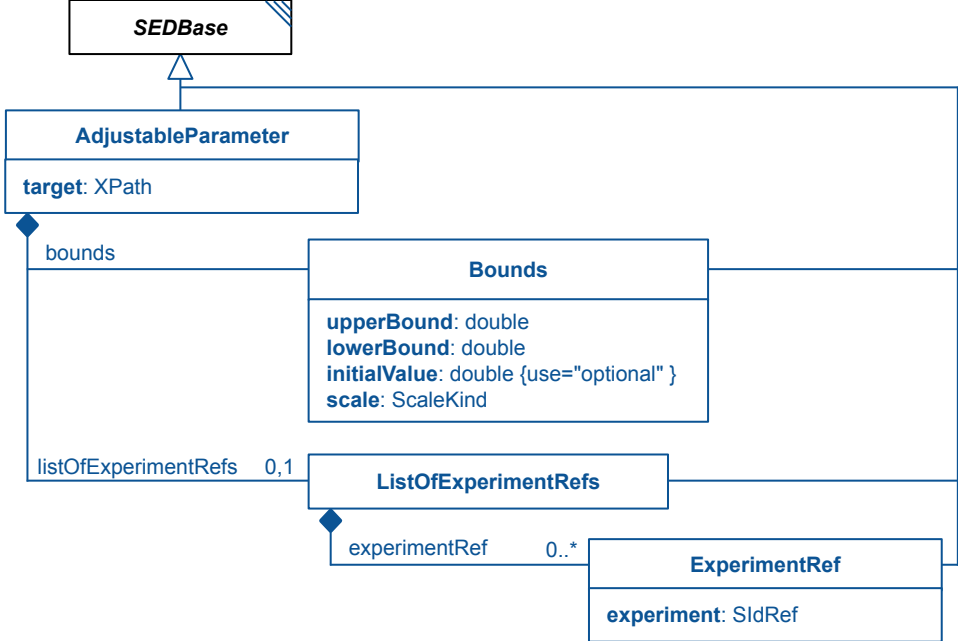 SEDBase
AdjustableParameter
target: XPath
bounds
Bounds
upperBound: double
lowerBound: double
initialValue: double {use="optional" }
scale: ScaleKind
listOfExperimentRefs 0,1
ListOfExperimentRefs
experimentRef 0..*
ExperimentRef
experiment: SIdRef